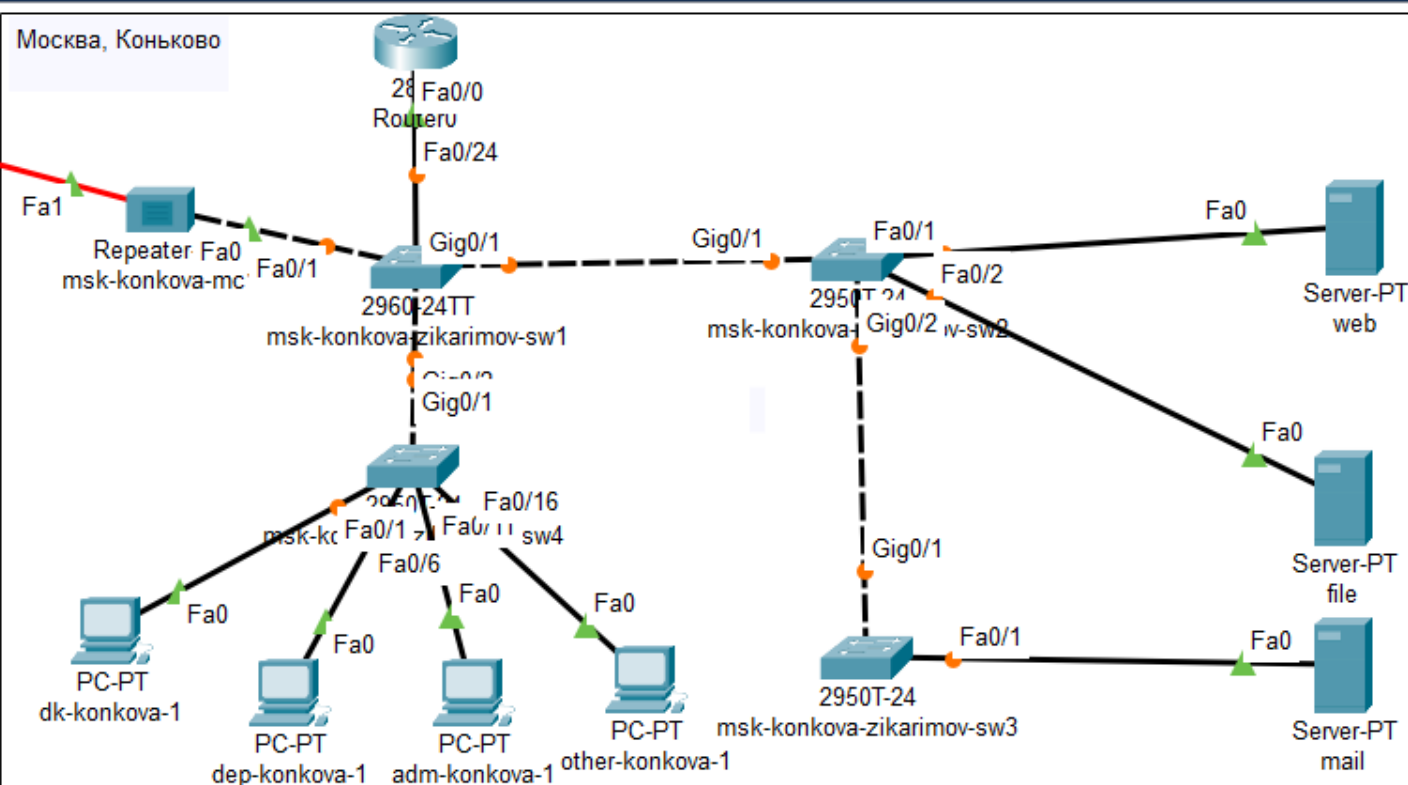 Москва, Коньково
Fa0/0
Fa0/24
Fa1
Repeater
Fa0
msk-konkova-mc
Fa0/1
Gig0/1
2960-24TT
msk-konkova-zikarimov-sw1
Gig0/1
Fa0/1
Fa0/2
msk-konkova-
Gig0/2
Fa0
Server-PT
web
Gig0/1
Fa0/1
Fa0/6
Fa0/16
sw4
Fa0
PC-PT
dk-konkova-1
Fa0
PC-PT
dep-konkova-1
Fa0
PC-PT
adm-konkova-1
Fa0
PC-PT
other-konkova-1
Gig0/1
Fa0/1
2950T-24
msk-konkova-zikarimov-sw3
Fa0
Server-PT
file
Fa0
Server-PT
mail